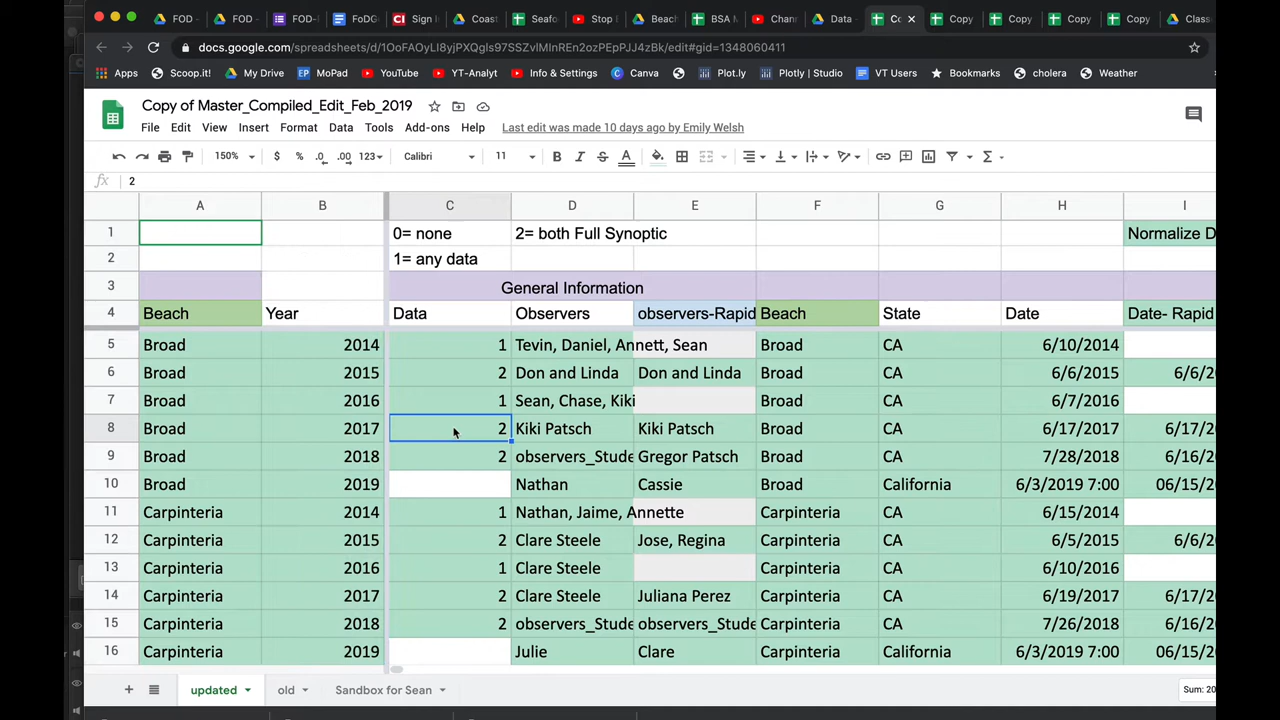 FOD - FOD - FOD-I FodGe Sign i Coast Seafo Stop I Beach BSA M Chann Data - Co Copy Copy Copy Copy Class
docs.google.com/spreadsheets/d/1OoFAOyLI8yjPXQgls97SSZvlMInREn2ozPEpPJJ4zBk/edit#gid=1348060411
Apps Scoop.it! My Drive MoPad YouTube YT-Analyt Info & Settings Canva Plot.ly Plotly | Studio VT Users Bookmarks cholera Weather
Copy of Master_Compiled_Edit_Feb_2019
File Edit View Insert Format Data Tools Add-ons Help Last edit was made 10 days ago by Emily Welsh
150% $ % .0 .00 123 Calibri 11 B I S A
fx 2
A B C D E F G H I
1 0= none 2= both Full Synoptic Normalize D
2 1= any data
3 General Information
4 Beach Year Data Observers observers-Rapid Beach State Date Date- Rapid
5 Broad 2014 1 Tevin, Daniel, Annett, Sean Broad CA 6/10/2014
6 Broad 2015 2 Don and Linda Don and Linda Broad CA 6/6/2015 6/6/20
7 Broad 2016 1 Sean, Chase, Kiki Broad CA 6/7/2016
8 Broad 2017 2 Kiki Patsch Kiki Patsch Broad CA 6/17/2017 6/17/20
9 Broad 2018 2 observers_Stude Gregor Patsch Broad CA 7/28/2018 6/16/20
10 Broad 2019 Nathan Cassie Broad California 6/3/2019 7:00 06/15/20
11 Carpinteria 2014 1 Nathan, Jaime, Annette Carpinteria CA 6/15/2014
12 Carpinteria 2015 2 Clare Steele Jose, Regina Carpinteria CA 6/5/2015 6/6/20
13 Carpinteria 2016 1 Clare Steele Carpinteria CA 6/10/2016
14 Carpinteria 2017 2 Clare Steele Juliana Perez Carpinteria CA 6/19/2017 6/17/20
15 Carpinteria 2018 2 observers_Stude observers_Stude Carpinteria CA 7/26/2018 6/16/20
16 Carpinteria 2019 Julie Clare Carpinteria California 6/3/2019 7:00 06/15/20
updated old Sandbox for Sean Sum: 20